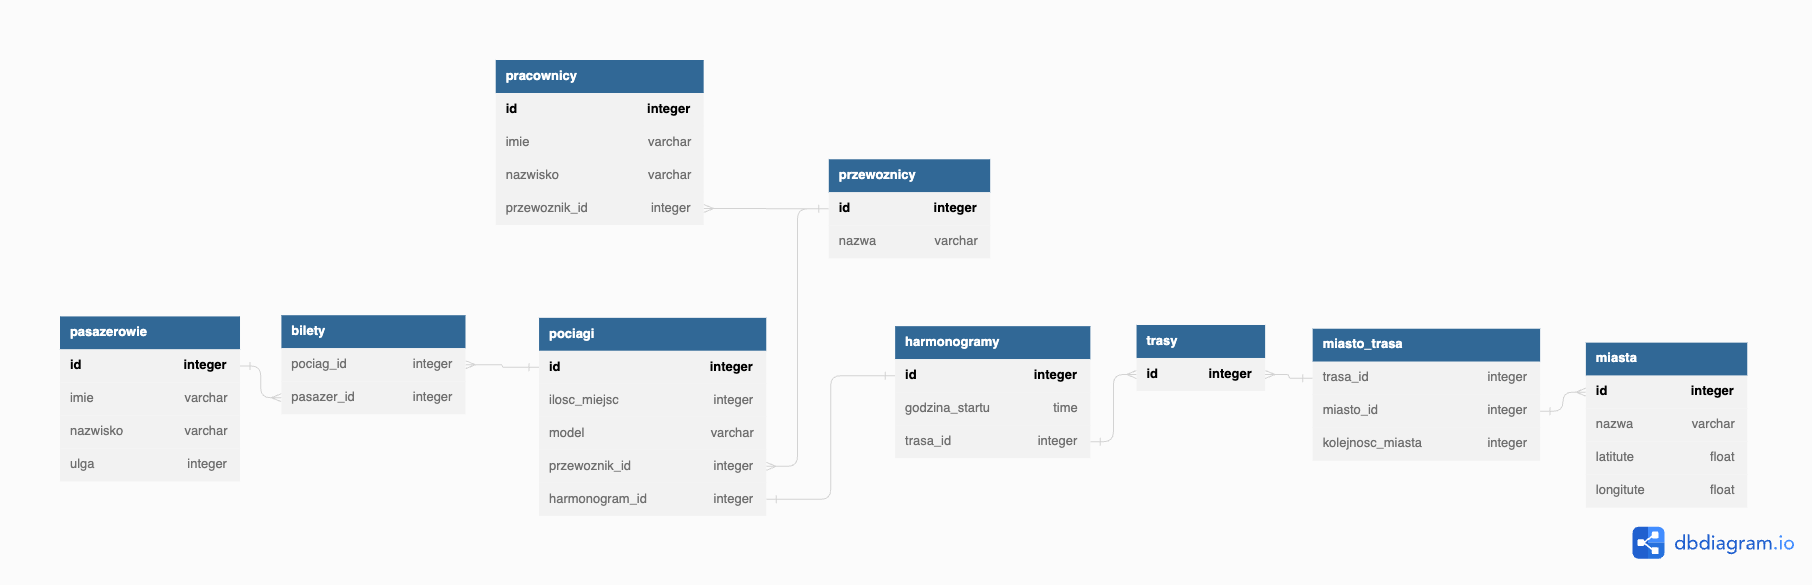 pracownicy
id integer
imie varchar
nazwisko varchar
przewoznik_id integer
przewoznicy
id integer
nazwa varchar
pasazerowie
id integer
imie varchar
nazwisko varchar
ulga integer
bilety
pociag_id integer
pasazer_id integer
pociagi
id integer
ilosc_miejsc integer
model varchar
przewoznik_id integer
harmonogram_id integer
harmonogramy
id integer
godzina_startu time
trasa_id integer
trasy
id integer
miasto_trasa
trasa_id integer
miasto_id integer
kolejnosc_miasta integer
miasta
id integer
nazwa varchar
latitute float
longitute float
dbdiagram.io